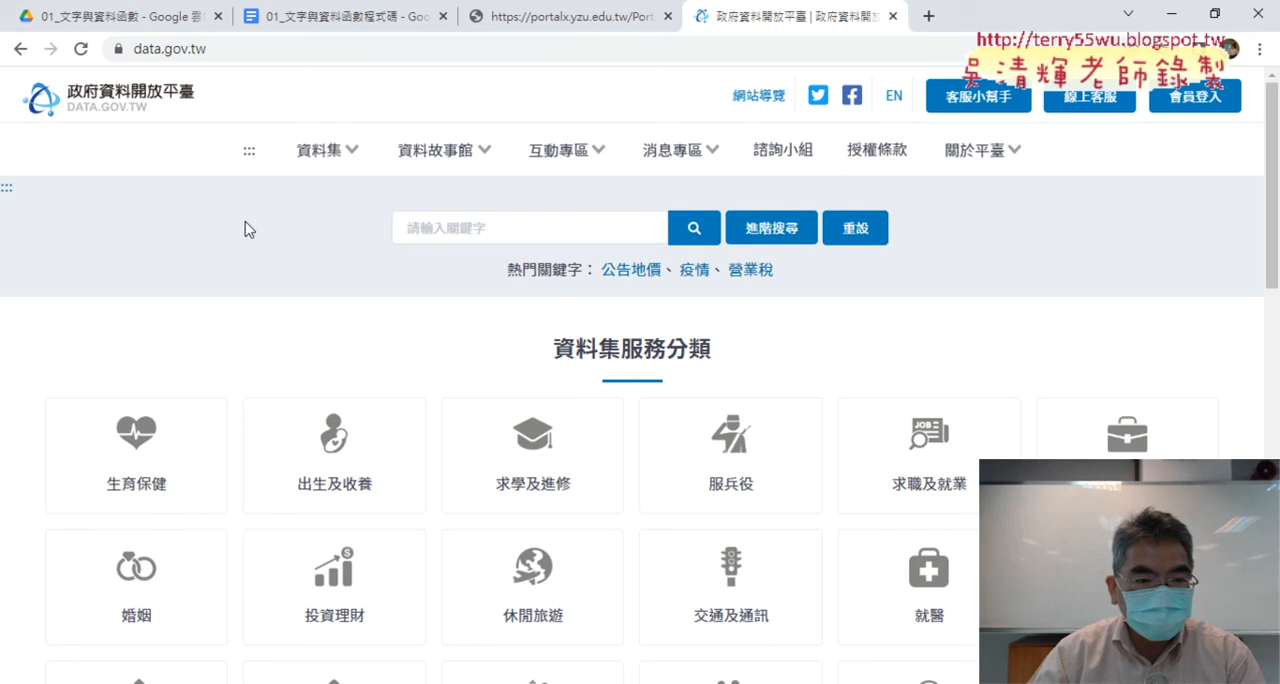 01_文字與資料函數 - Google 雲
01_文字與資料函數程式碼 - Goo
https://portalx.yzu.edu.tw/Port
政府資料開放平臺 | 政府資料開放
data.gov.tw
http://terry55wu.blogspot.tw
吳清輝老師錄製
政府資料開放平臺
DATA.GOV.TW
網站導覽
EN
客服小幫手
線上客服
會員登入
資料集
資料故事館
互動專區
消息專區
諮詢小組
授權條款
關於平臺
請輸入關鍵字
進階搜尋
重設
熱門關鍵字： 公告地價、 疫情、 營業稅
資料集服務分類
生育保健
出生及收養
求學及進修
服兵役
JOB
求職及就業
婚姻
投資理財
休閒旅遊
交通及通訊
就醫